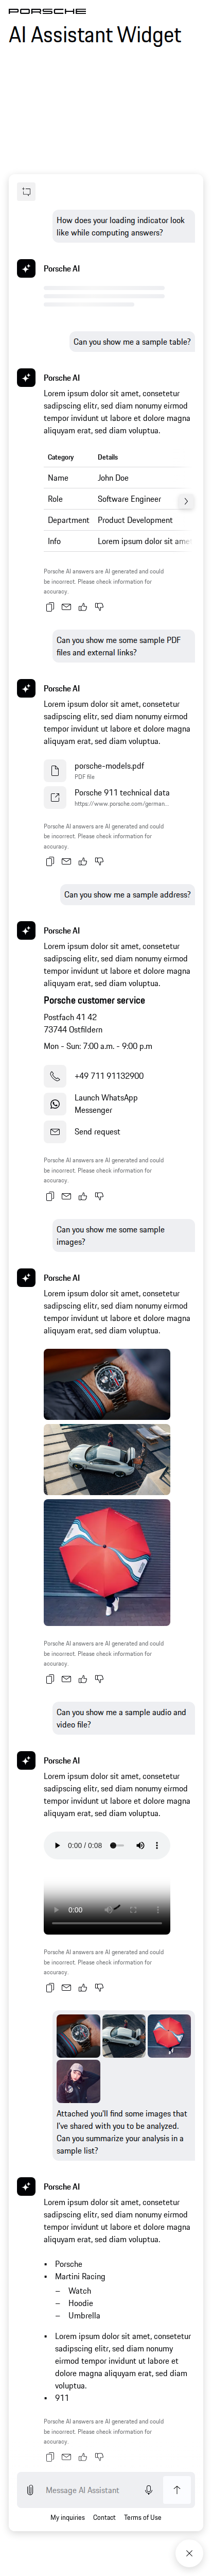 PORSCHE
AI Assistant Widget
How does your loading indicator look
like while computing answers?
Porsche AI
Can you show me a sample table?
Porsche AI
Lorem ipsum dolor sit amet, consetetur
sadipscing elitr, sed diam nonumy eirmod
tempor invidunt ut labore et dolore magna
aliquyam erat, sed diam voluptua.
Category Details
Name John Doe
Role Software Engineer
Department Product Development
Info Lorem ipsum dolor sit amet
Porsche AI answers are AI generated and could
be incorrect. Please check information for
accuracy.
Can you show me some sample PDF
files and external links?
Porsche AI
Lorem ipsum dolor sit amet, consetetur
sadipscing elitr, sed diam nonumy eirmod
tempor invidunt ut labore et dolore magna
aliquyam erat, sed diam voluptua.
porsche-models.pdf
PDF file
Porsche 911 technical data
https://www.porsche.com/german...
Porsche AI answers are AI generated and could
be incorrect. Please check information for
accuracy.
Can you show me a sample address?
Porsche AI
Lorem ipsum dolor sit amet, consetetur
sadipscing elitr, sed diam nonumy eirmod
tempor invidunt ut labore et dolore magna
aliquyam erat, sed diam voluptua.
Porsche customer service
Postfach 41 42
73744 Ostfildern
Mon - Sun: 7:00 a.m. - 9:00 p.m
+49 711 91132900
Launch WhatsApp
Messenger
Send request
Porsche AI answers are AI generated and could
be incorrect. Please check information for
accuracy.
Can you show me some sample
images?
Porsche AI
Lorem ipsum dolor sit amet, consetetur
sadipscing elitr, sed diam nonumy eirmod
tempor invidunt ut labore et dolore magna
aliquyam erat, sed diam voluptua.
Porsche AI answers are AI generated and could
be incorrect. Please check information for
accuracy.
Can you show me a sample audio and
video file?
Porsche AI
Lorem ipsum dolor sit amet, consetetur
sadipscing elitr, sed diam nonumy eirmod
tempor invidunt ut labore et dolore magna
aliquyam erat, sed diam voluptua.
0:00 / 0:08
0:00
Porsche AI answers are AI generated and could
be incorrect. Please check information for
accuracy.
Attached you'll find some images that
I've shared with you to be analyzed.
Can you summarize your analysis in a
sample list?
Porsche AI
Lorem ipsum dolor sit amet, consetetur
sadipscing elitr, sed diam nonumy eirmod
tempor invidunt ut labore et dolore magna
aliquyam erat, sed diam voluptua.
• Porsche
• Martini Racing
– Watch
– Hoodie
– Umbrella
• Lorem ipsum dolor sit amet, consetetur
sadipscing elitr, sed diam nonumy
eirmod tempor invidunt ut labore et
dolore magna aliquyam erat, sed diam
voluptua.
• 911
Porsche AI answers are AI generated and could
be incorrect. Please check information for
accuracy.
Message AI Assistant
My inquiries Contact Terms of Use